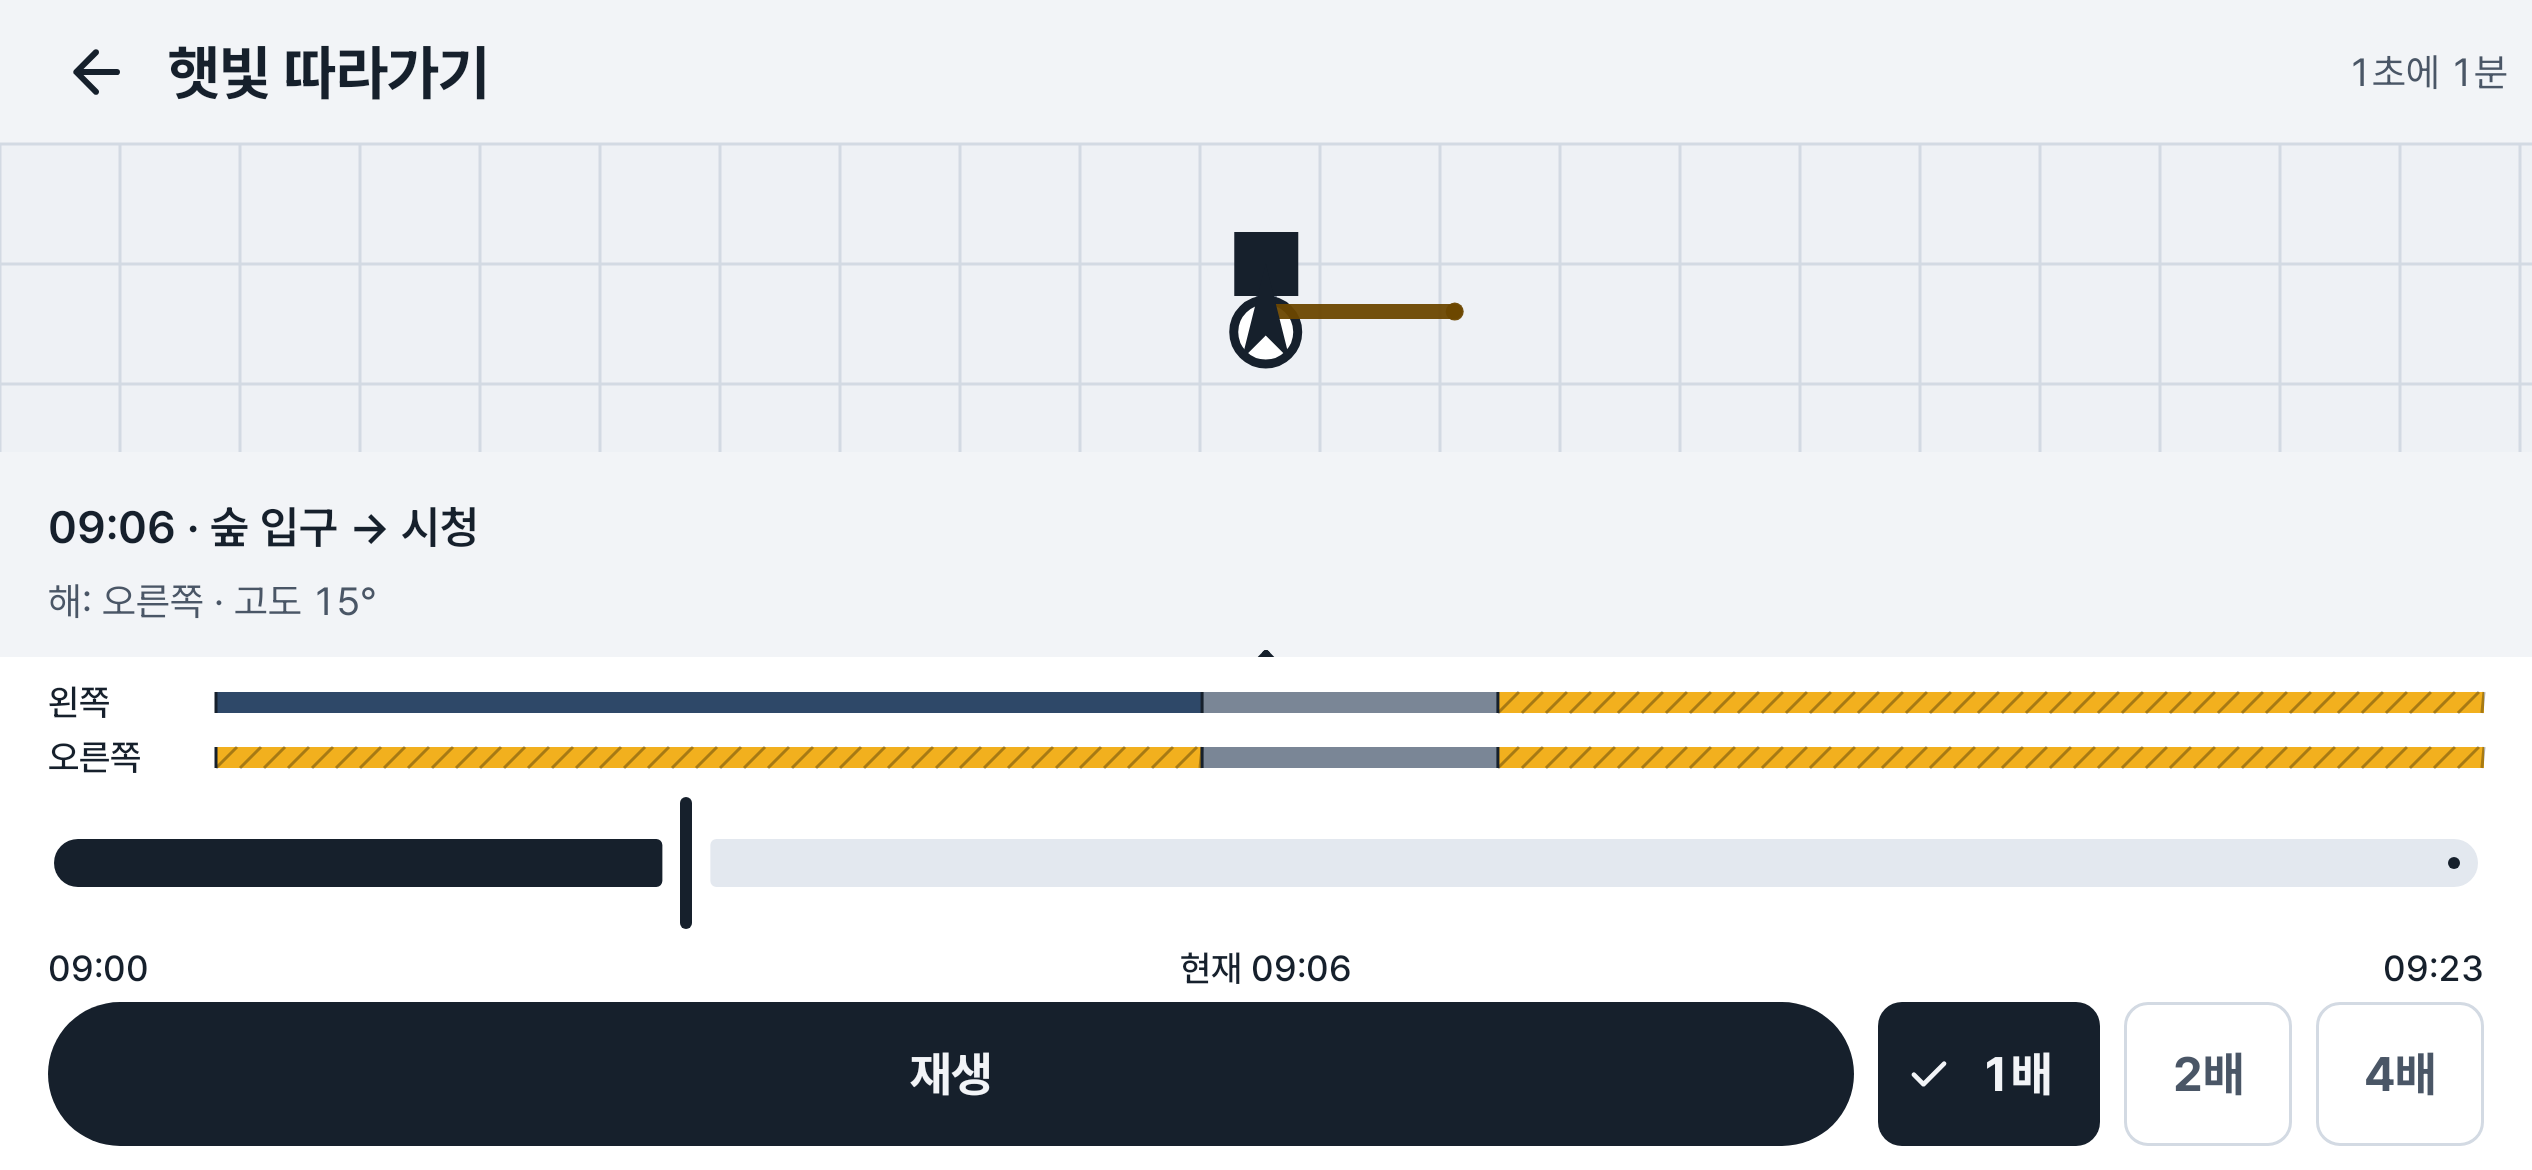 햇빛 따라가기
1초에 1분
09:06 · 숲 입구 → 시청
해: 오른쪽 · 고도 15°
왼쪽
오른쪽
09:00
현재 09:06
09:23
재생
1배
2배
4배